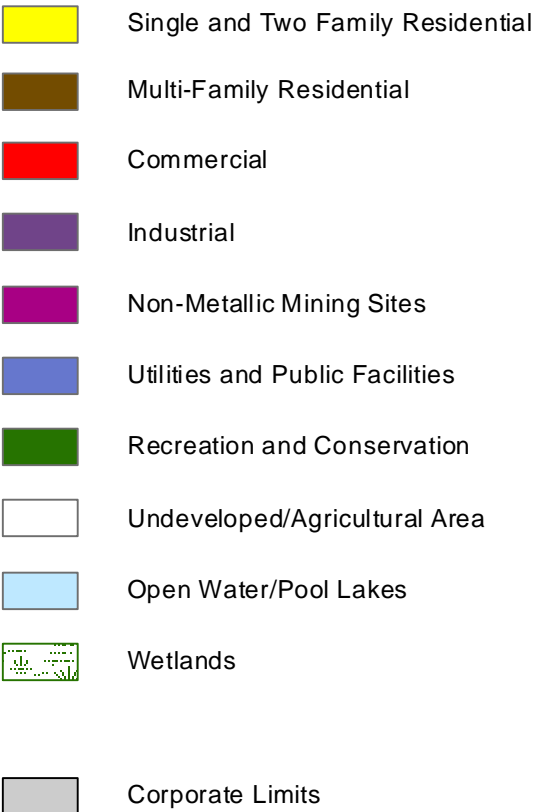 Single and Two Family Residential
Multi-Family Residential
Commercial
Industrial
Non-Metallic Mining Sites
Utilities and Public Facilities
Recreation and Conservation
Undeveloped/Agricultural Area
Open Water/Pool Lakes
Wetlands
Corporate Limits